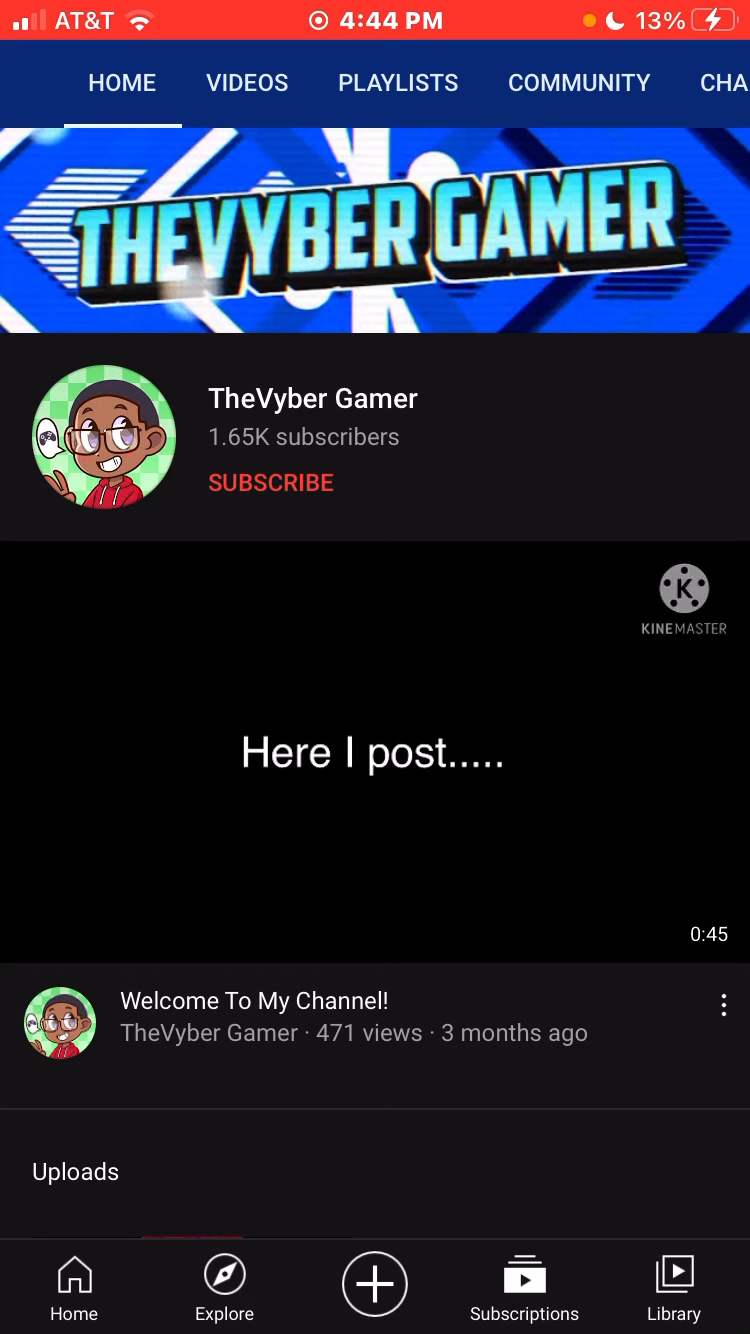 AT&T 4:44 PM 13%
HOME VIDEOS PLAYLISTS COMMUNITY CHA
THEVYBER GAMER
TheVyber Gamer
1.65K subscribers
SUBSCRIBE
K
KINEMASTER
Here I post.....
0:45
Welcome To My Channel!
TheVyber Gamer · 471 views · 3 months ago
Uploads
Home Explore Subscriptions Library